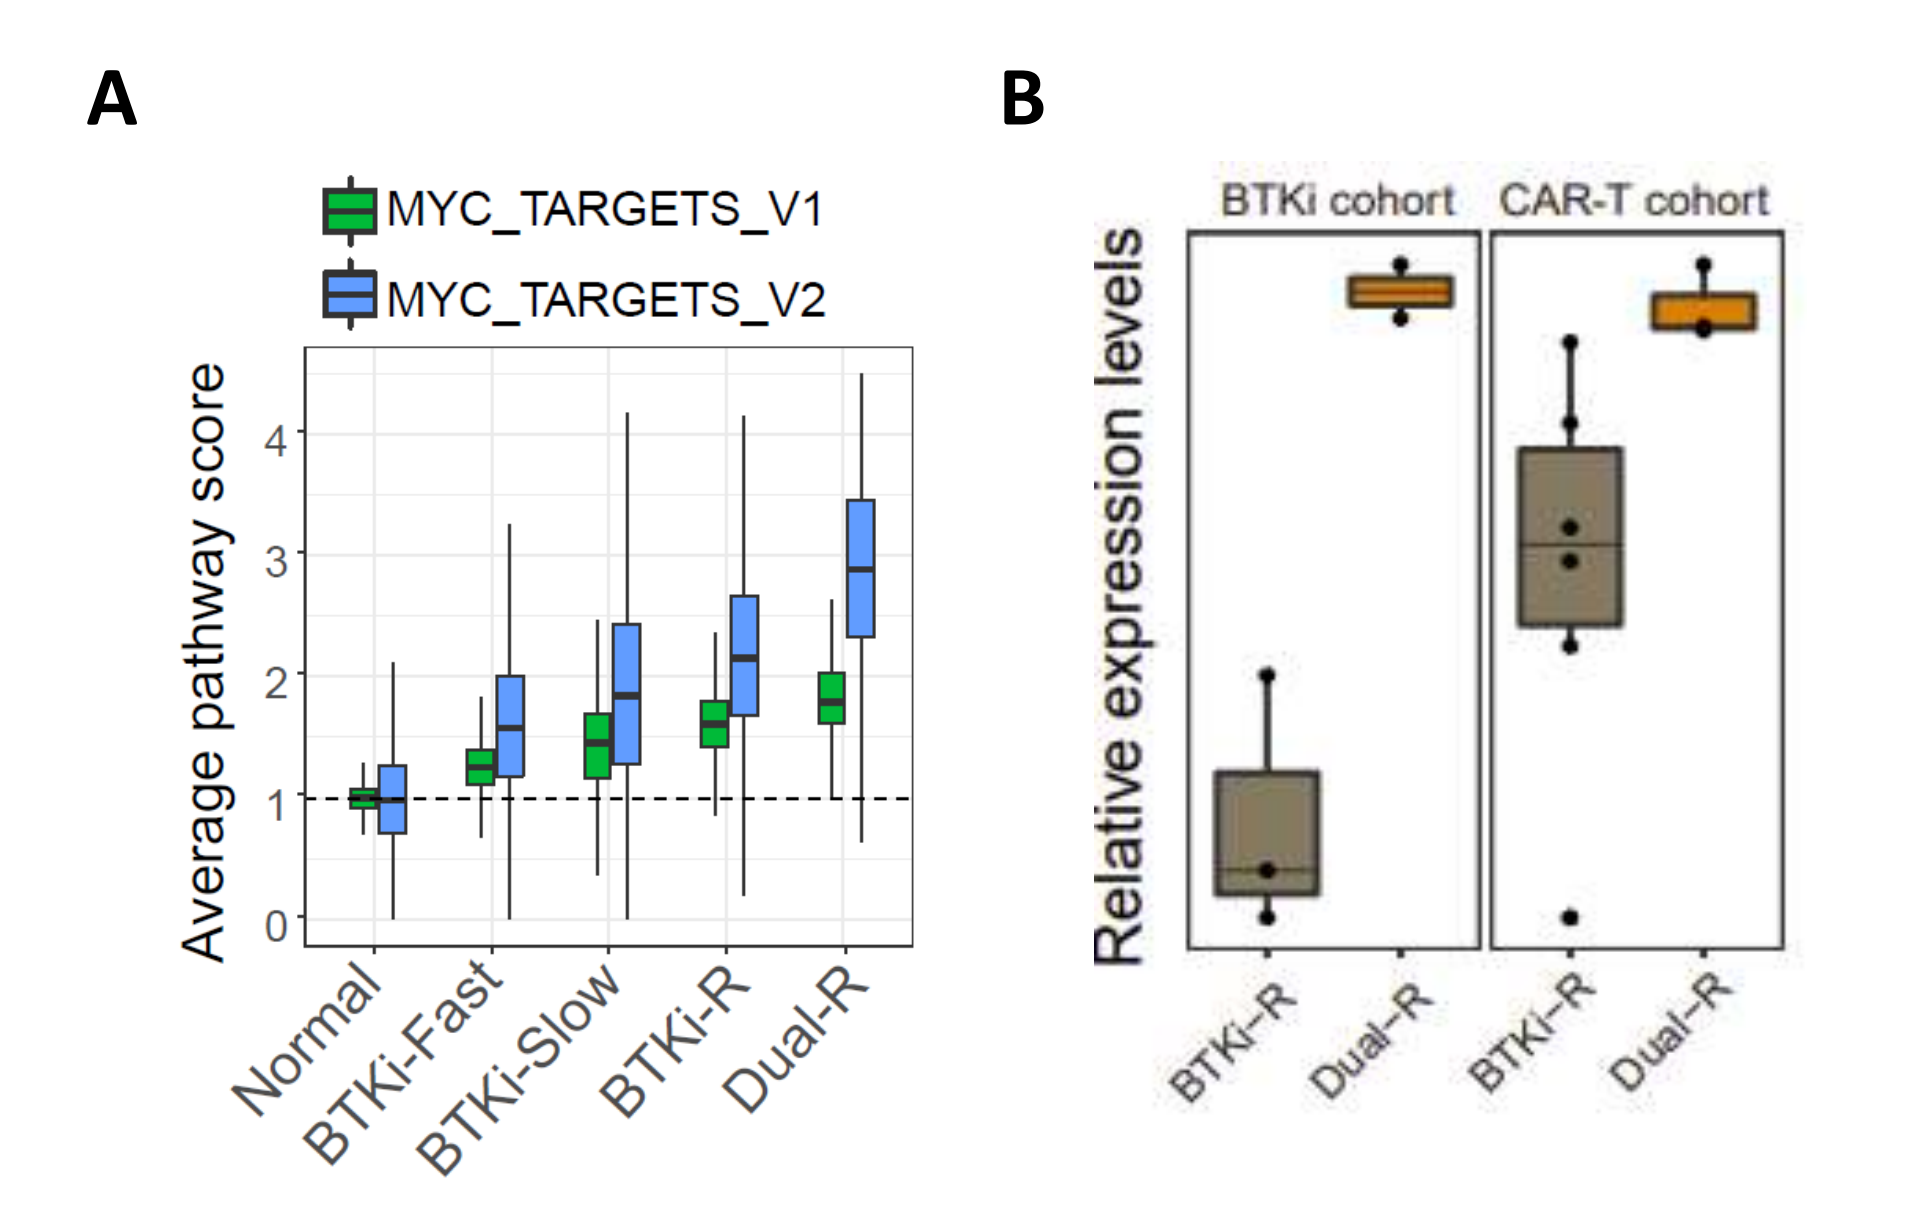 A
MYC_TARGETS_V1
MYC_TARGETS_V2
Average pathway score
4
3
2
1
0
Normal
BTKi-Fast
BTKi-Slow
BTKi-R
Dual-R
B
BTKi cohort
CAR-T cohort
Relative expression levels
BTKi-R
Dual-R
BTKi-R
Dual-R